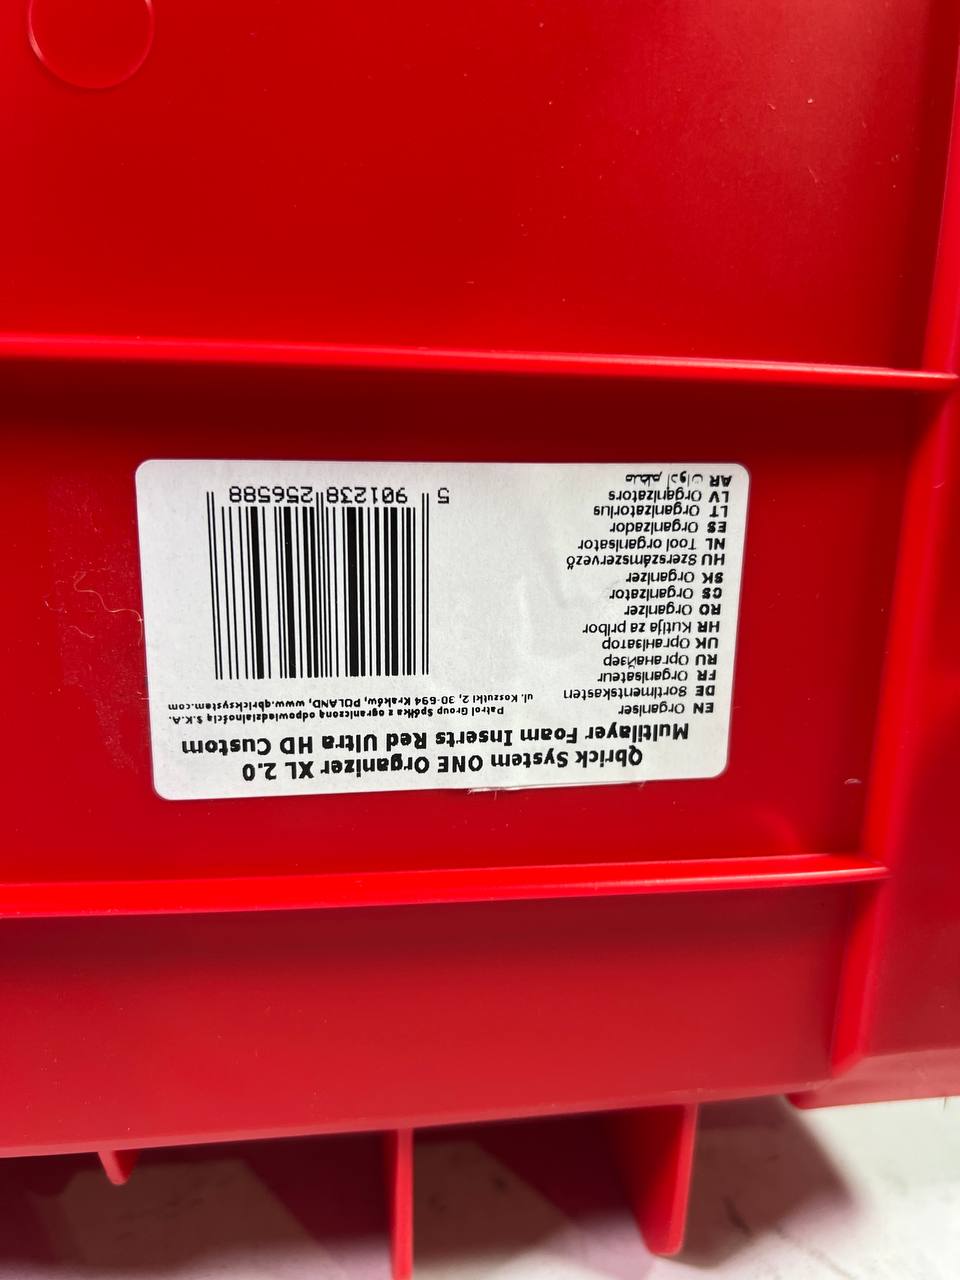 Qbrick System ONE Organizer XL 2.0
Multilayer Foam Inserts Red Ultra HD Custom
Patrol Group Spółka z ograniczoną odpowiedzialnością S.K.A.
ul. Koszutki 2, 30-694 Kraków, POLAND, www.qbricksystem.com
EN Organiser
DE Sortimentskasten
FR Organisateur
RU Органайзер
UK Органiзатор
HR Kutija za pribor
RO Organizer
CS Organizator
SK Organizer
HU Szerszámszervező
NL Tool organisator
ES Organizador
LT Organizatorius
LV Organizators
AR منظم أدوات
5 901238 256588